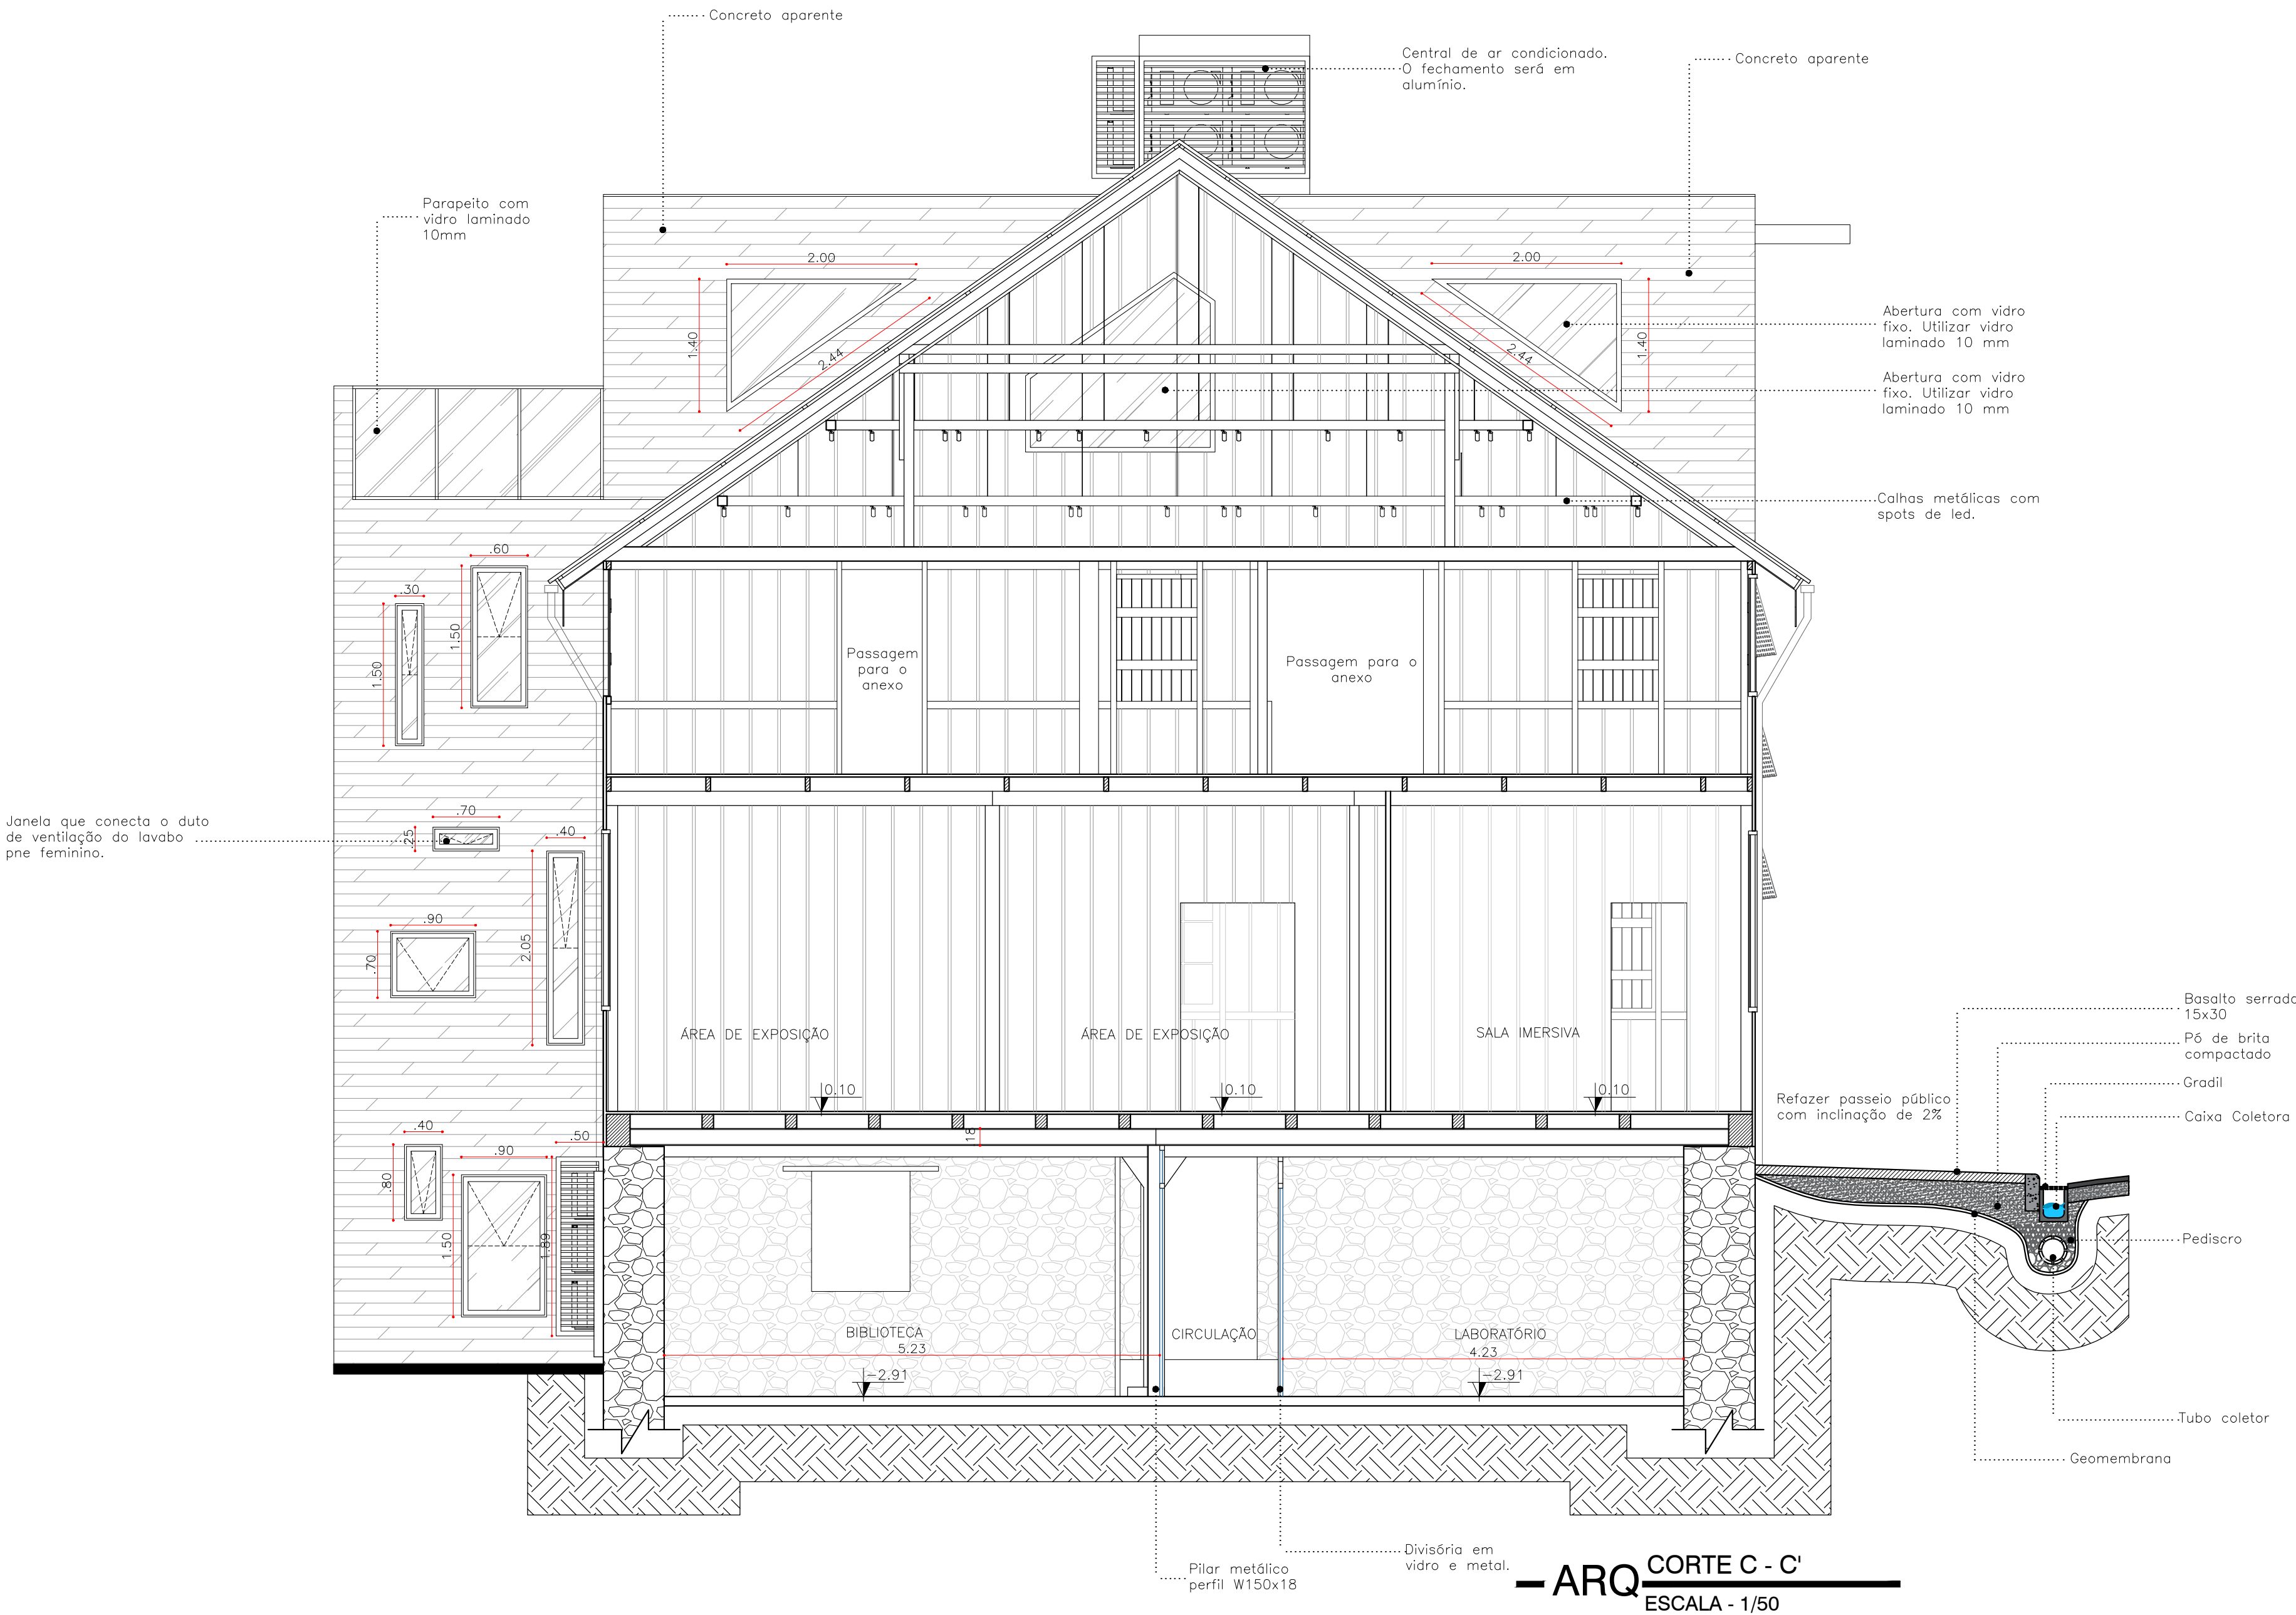 Concreto aparente
Central de ar condicionado.
O fechamento será em
alumínio.
Concreto aparente
Parapeito com
vidro laminado
10mm
2.00
2.00
1.40
2.44
2.44
1.40
Abertura com vidro
fixo. Utilizar vidro
laminado 10 mm
Abertura com vidro
fixo. Utilizar vidro
laminado 10 mm
Calhas metálicas com
spots de led.
.60
.30
1.50
1.50
Passagem
para o
anexo
Passagem para o
anexo
Janela que conecta o duto
de ventilação do lavabo
pne feminino.
.70
.25
.40
.90
.70
2.05
ÁREA DE EXPOSIÇÃO
ÁREA DE EXPOSIÇÃO
SALA IMERSIVA
0.10
0.10
0.10
Basalto serrado
15x30
Pó de brita
compactado
Gradil
Refazer passeio público
com inclinação de 2%
Caixa Coletora
.40
.90
.50
.18
.80
1.50
1.89
Pediscro
BIBLIOTECA
5.23
CIRCULAÇÃO
LABORATÓRIO
4.23
-2.91
-2.91
Tubo coletor
Geomembrana
Pilar metálico
perfil W150x18
Divisória em
vidro e metal.
ARQ
CORTE C - C'
ESCALA - 1/50